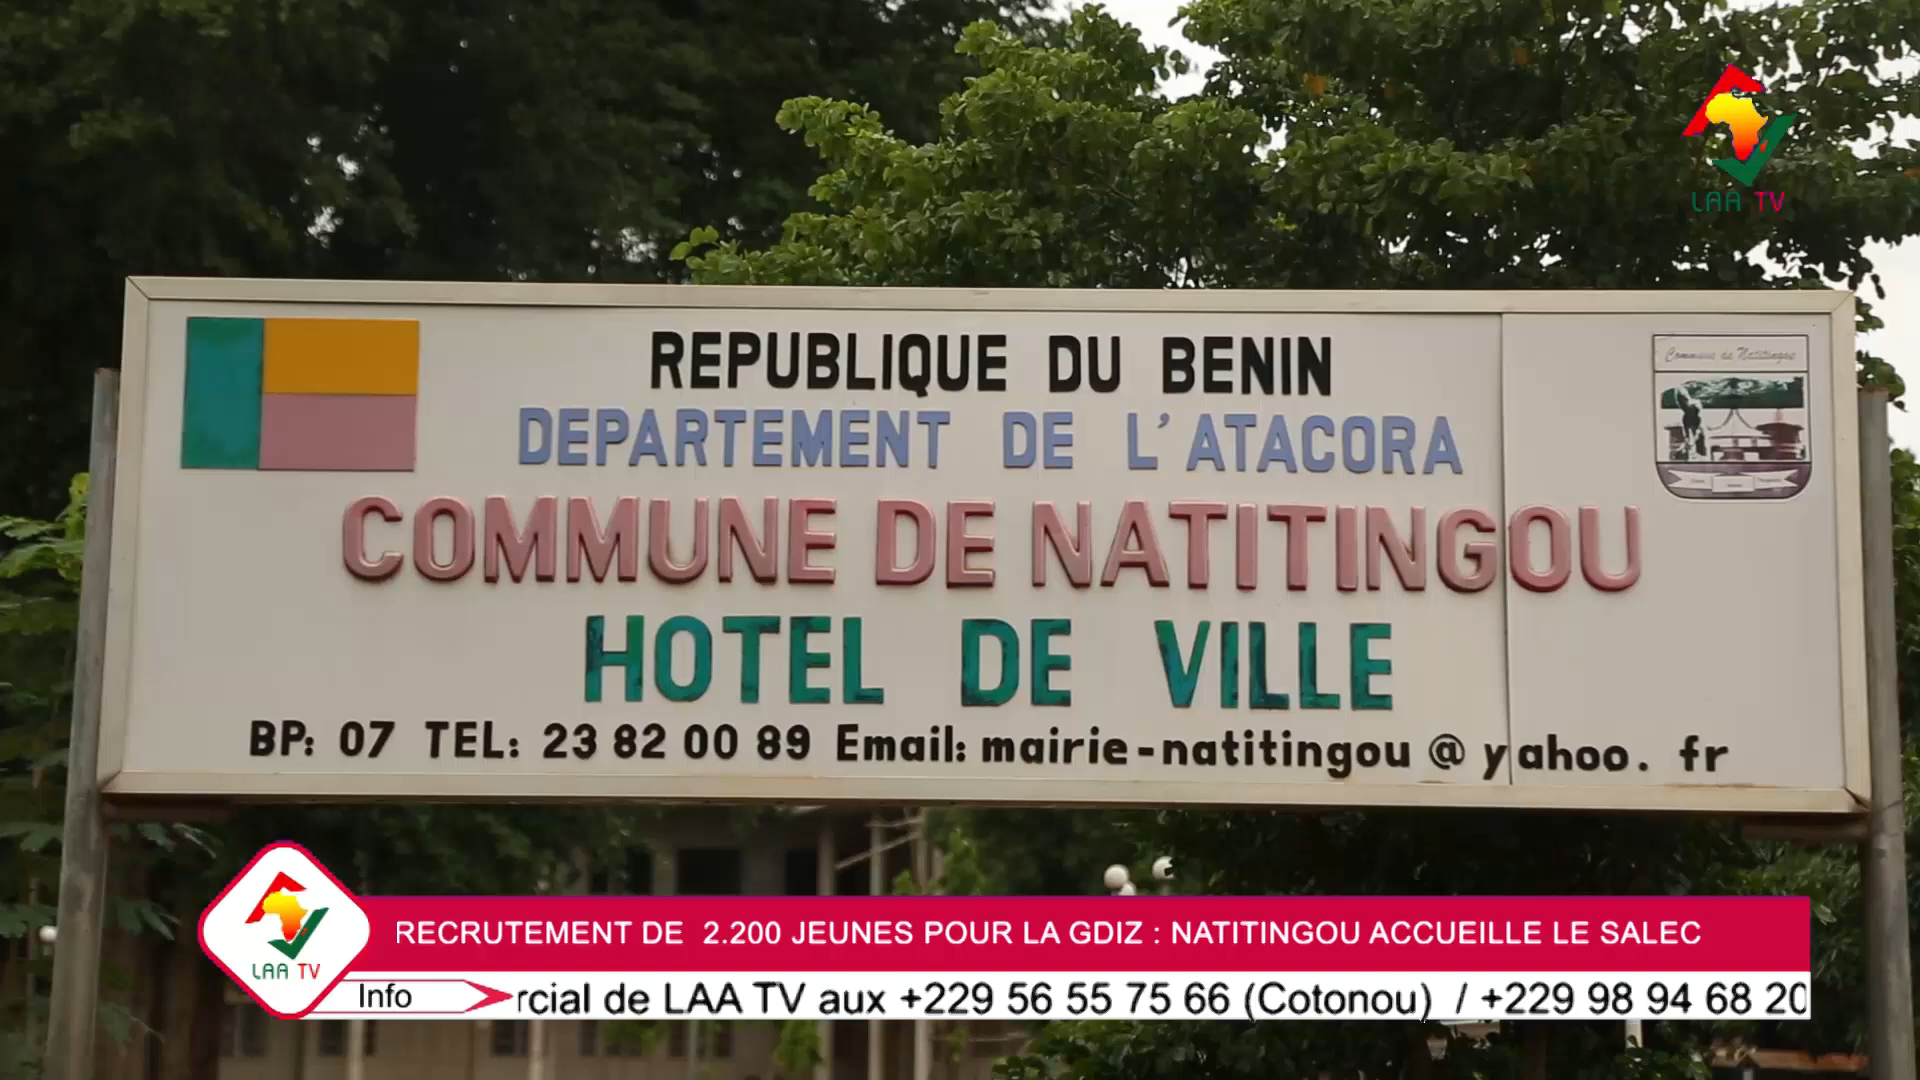 LAA TV
REPUBLIQUE DU BENIN
Commune de Natitingou
DEPARTEMENT DE L'ATACORA
COMMUNE DE NATITINGOU
HOTEL DE VILLE
BP: 07 TEL: 23 82 00 89 Email: mairie-natitingou@yahoo.fr
RECRUTEMENT DE 2.200 JEUNES POUR LA GDIZ : NATITINGOU ACCUEILLE LE SALEC
LAA TV
Info
rcial de LAA TV aux +229 56 55 75 66 (Cotonou) / +229 98 94 68 20